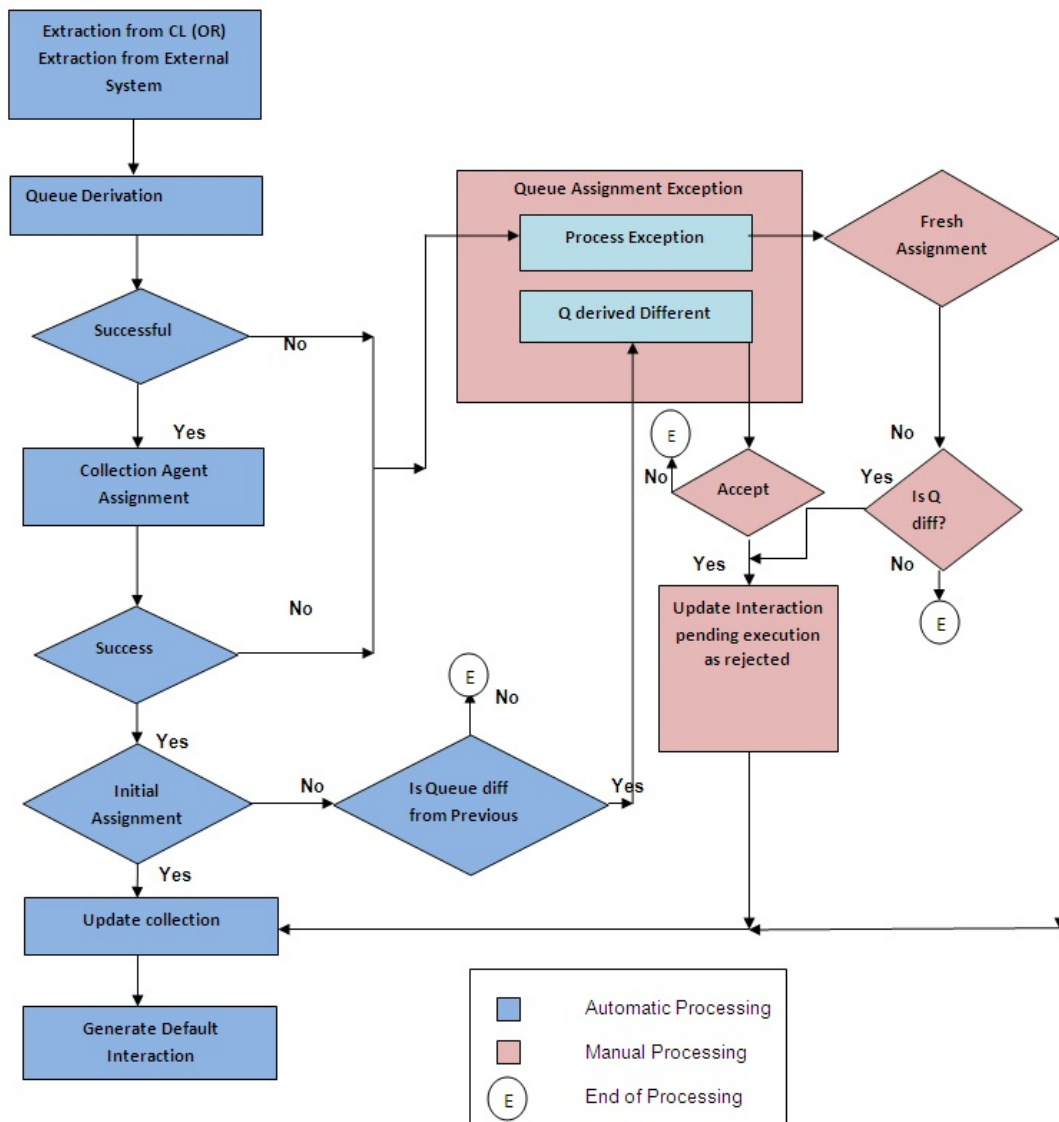 Extraction from CL (OR)
Extraction from External
System
Queue Derivation
Successful
No
Yes
Collection Agent
Assignment
Success
No
Yes
Initial
Assignment
No
Yes
Is Queue diff
from Previous
No
E
Yes
Update collection
Generate Default
Interaction
Queue Assignment Exception
Process Exception
Q derived Different
Fresh
Assignment
No
Is Q
diff?
Yes
No
E
Accept
No
E
Yes
Update Interaction
pending execution
as rejected
Automatic Processing
Manual Processing
E
End of Processing